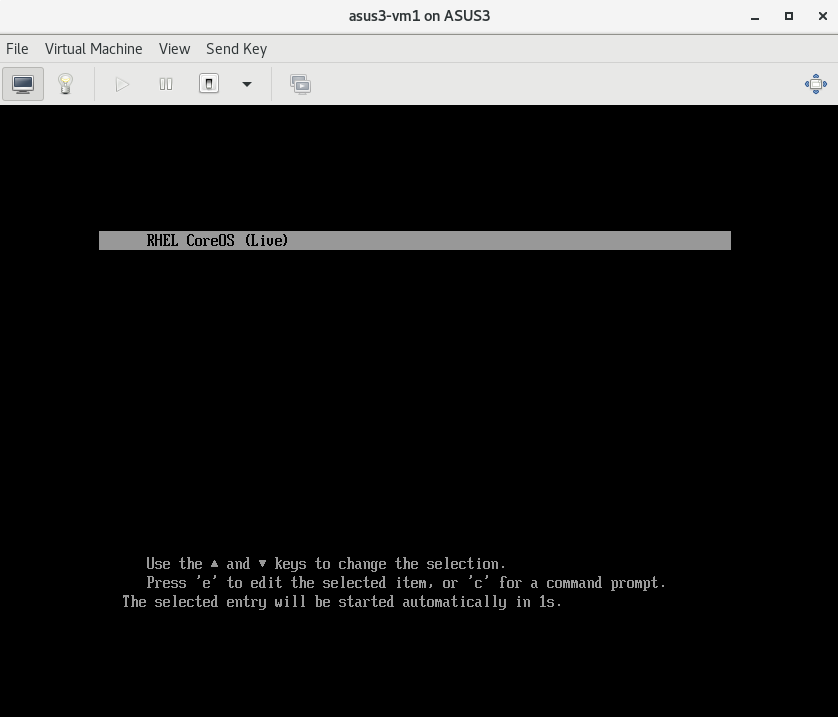 asus3-vm1 on ASUS3
File Virtual Machine View Send Key
RHEL CoreOS (Live)
Use the ▲ and ▼ keys to change the selection.
Press 'e' to edit the selected item, or 'c' for a command prompt.
The selected entry will be started automatically in 1s.